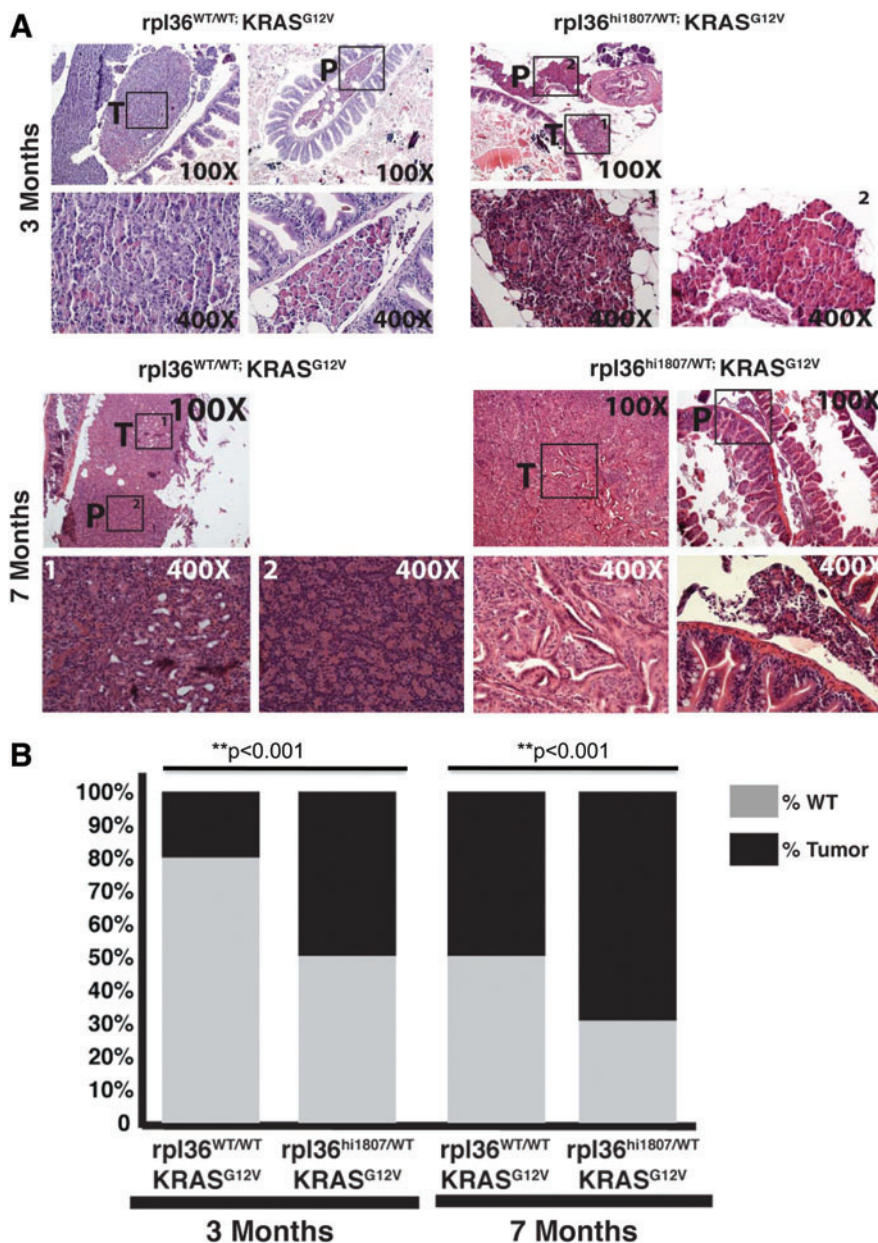 A
rpl36WT/WT; KRASG12V
rpl36hi1807/WT; KRASG12V
3 Months
T
100X
P
100X
P
2
T
1
100X
400X
400X
1
400X
2
400X
rpl36WT/WT; KRASG12V
rpl36hi1807/WT; KRASG12V
7 Months
100X
T
1
P
2
100X
T
100X
P
1
400X
2
400X
400X
400X
B
**p<0.001
**p<0.001
100%
90%
80%
70%
60%
50%
40%
30%
20%
10%
0
% WT
% Tumor
rpl36WT/WT
KRASG12V
rpl36hi1807/WT
KRASG12V
rpl36WT/WT
KRASG12V
rpl36hi1807/WT
KRASG12V
3 Months
7 Months